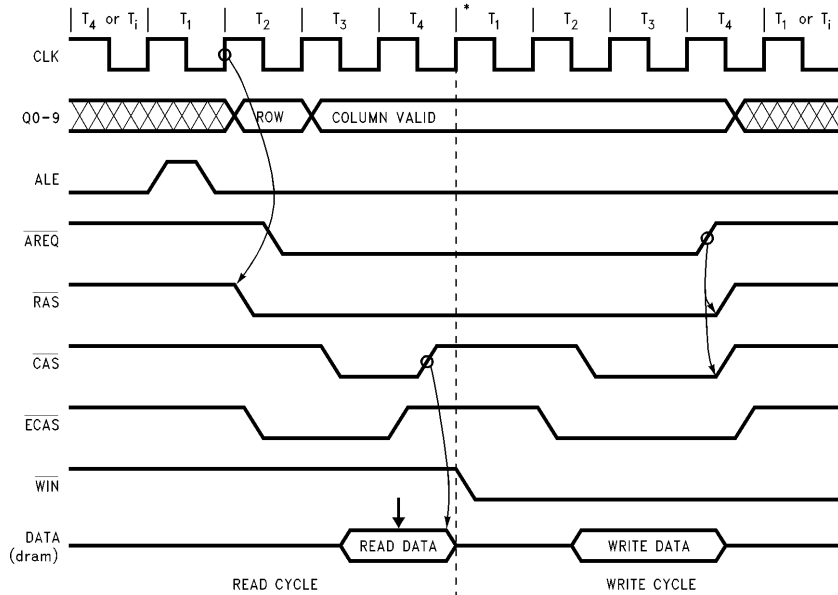 T4 or Ti T1 T2 T3 T4 * T1 T2 T3 T4 T1 or Ti
CLK
Q0-9 ROW COLUMN VALID
ALE
AREQ
RAS
CAS
ECAS
WIN
DATA
(dram) READ DATA WRITE DATA
READ CYCLE WRITE CYCLE